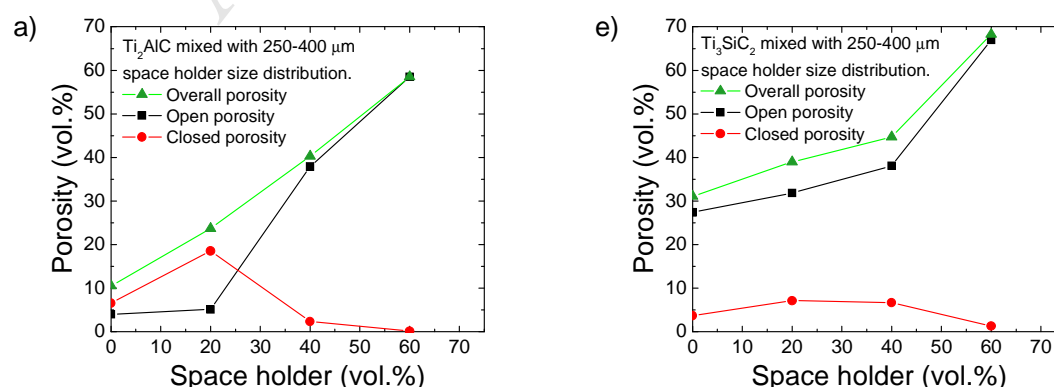 a)
Ti₂AlC mixed with 250-400 μm
space holder size distribution.
Overall porosity
Open porosity
Closed porosity
Porosity (vol.%)
70
60
50
40
30
20
10
0
0 10 20 30 40 50 60 70
Space holder (vol.%)
e)
Ti₃SiC₂ mixed with 250-400 μm
space holder size distribution.
Overall porosity
Open porosity
Closed porosity
Porosity (vol.%)
70
60
50
40
30
20
10
0
0 10 20 30 40 50 60 70
Space holder (vol.%)